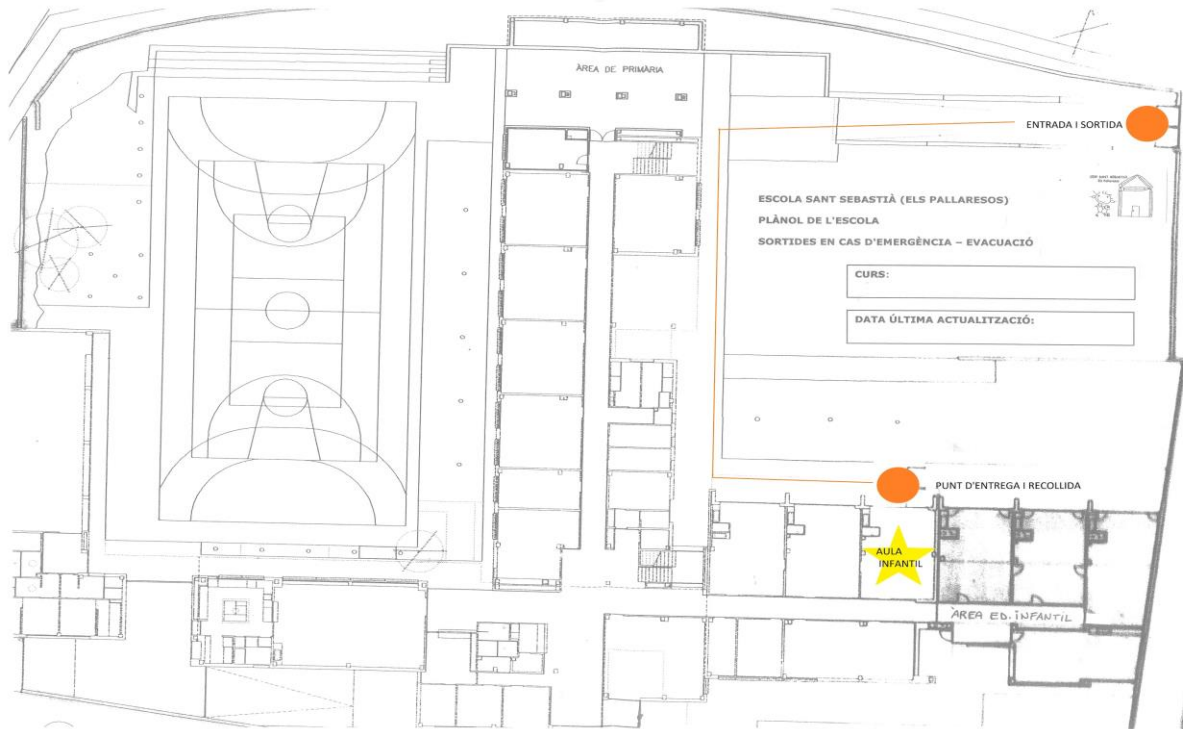 ÀREA DE PRIMÀRIA
ENTRADA I SORTIDA
ESCOLA SANT SEBASTIÀ (ELS PALLARESOS)
PLÀNOL DE L'ESCOLA
SORTIDES EN CAS D'EMERGÈNCIA – EVACUACIÓ
CURS:
DATA ÚLTIMA ACTUALITZACIÓ:
PUNT D'ENTREGA I RECOLLIDA
AULA
INFANTIL
ÀREA ED. INFANTIL